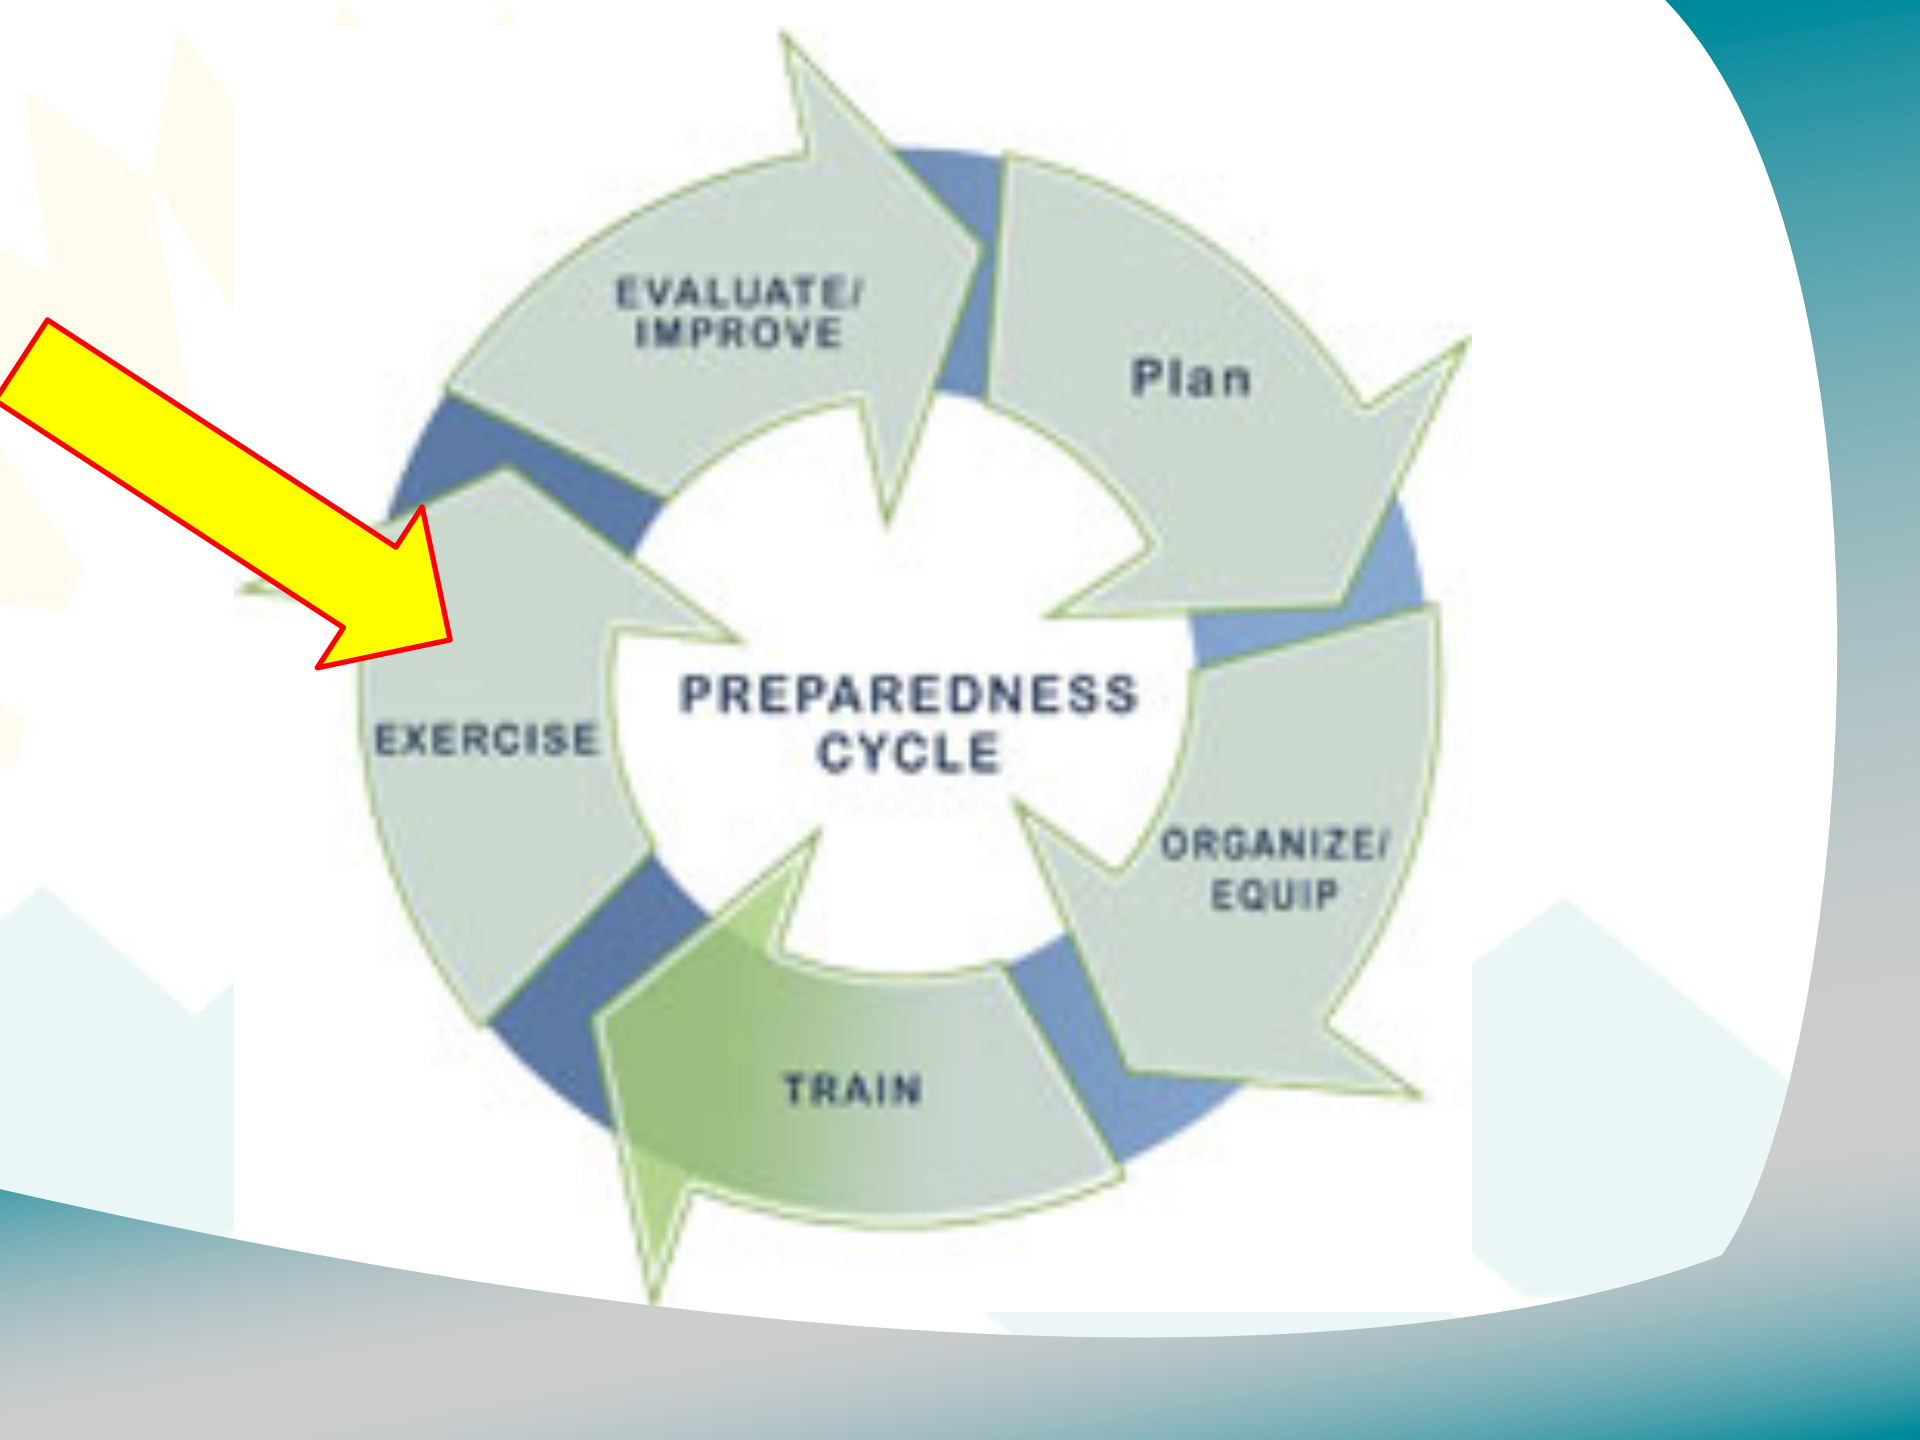 EVALUATE/
IMPROVE
Plan
PREPAREDNESS
CYCLE
EXERCISE
ORGANIZE/
EQUIP
TRAIN